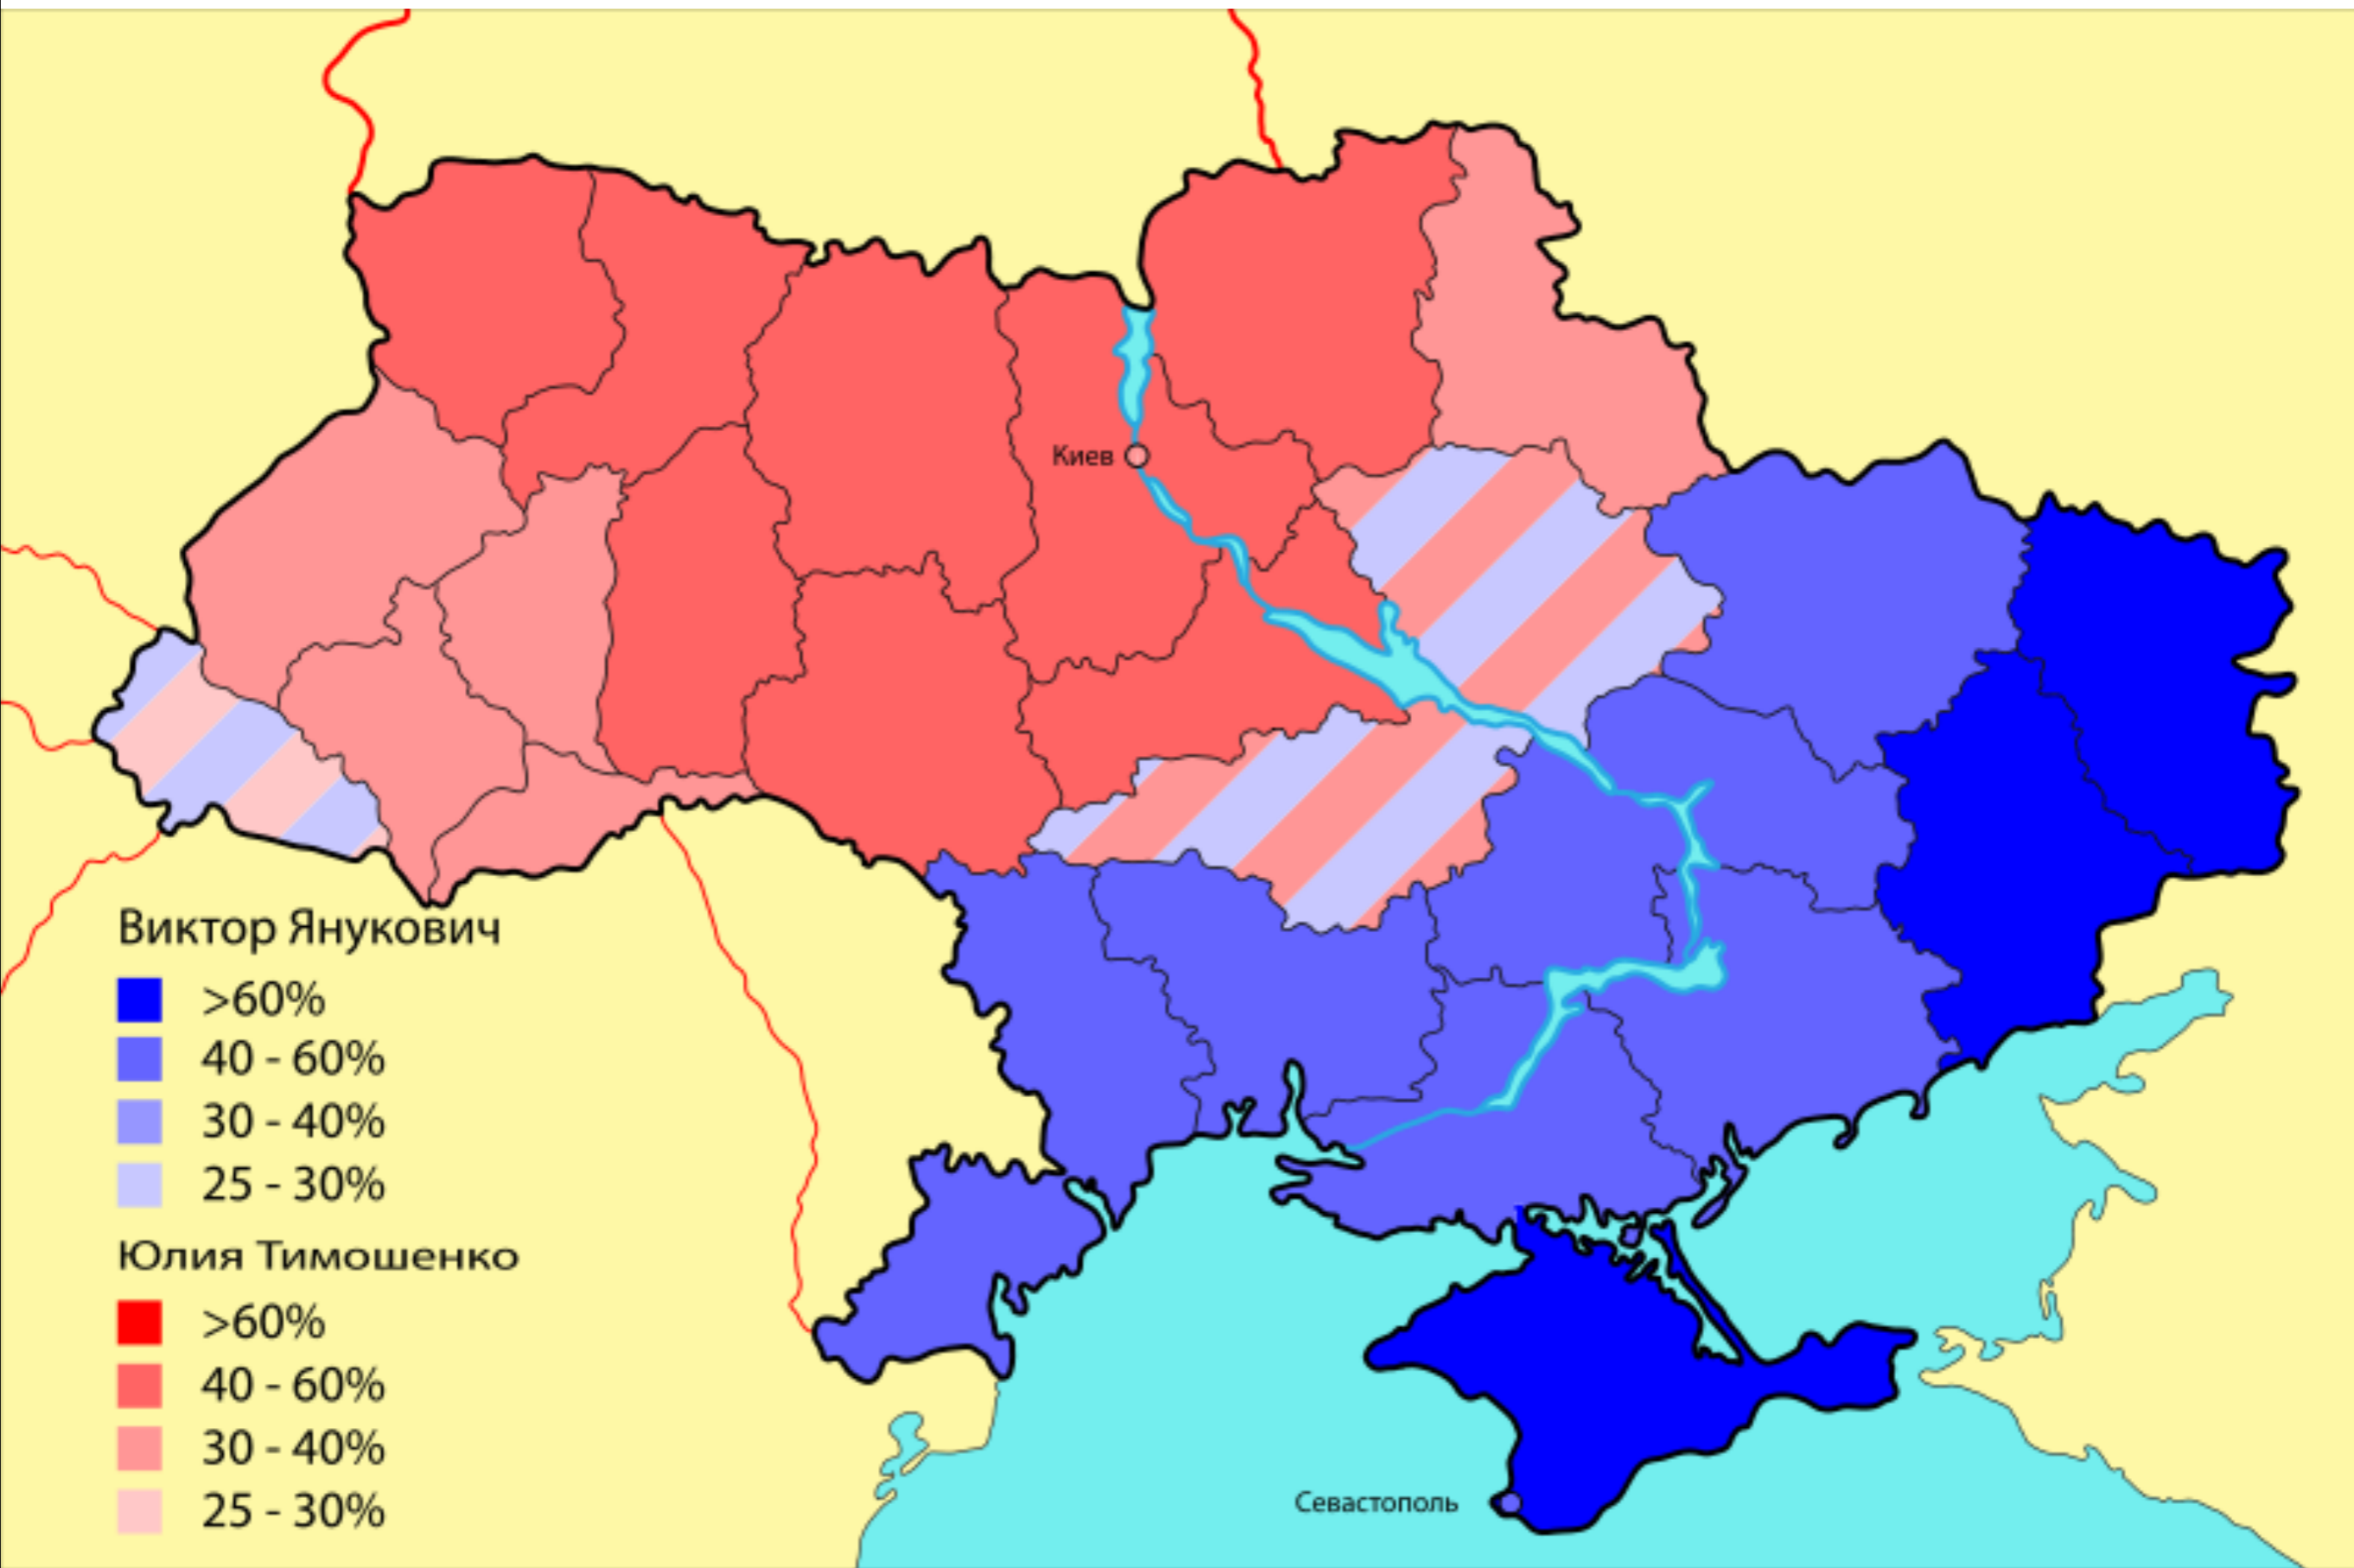 Киев
Виктор Янукович
>60%
40 - 60%
30 - 40%
25 - 30%
Юлия Тимошенко
>60%
40 - 60%
30 - 40%
25 - 30%
Севастополь